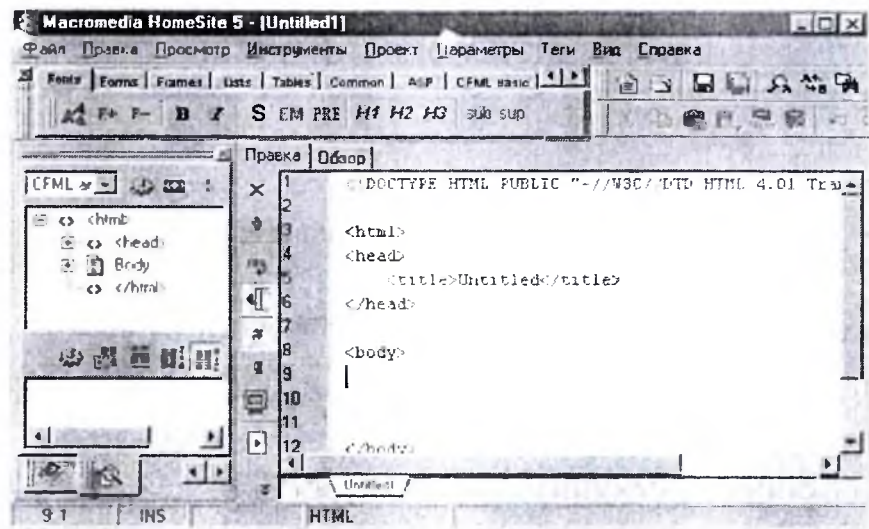 Macromedia HomeSite 5 - [Untitled1]
Файл Правка Просмотр Инструменты Проект Параметры Теги Вид Справка
Fonts Forms Frames Lists Tables Common ASP CFML Basic
F+ F- B I S EM PRE H1 H2 H3 sub sup
Правка Обзор
CFML
<html>
<head>
Body
</html>
1 <!DOCTYPE HTML PUBLIC "-//W3C//DTD HTML 4.01 Tra
2
3 <html>
4 <head>
5 <title>Untitled</title>
6 </head>
7
8 <body>
9
10
11
12 </body>
Untitled1
9:1 INS HTML